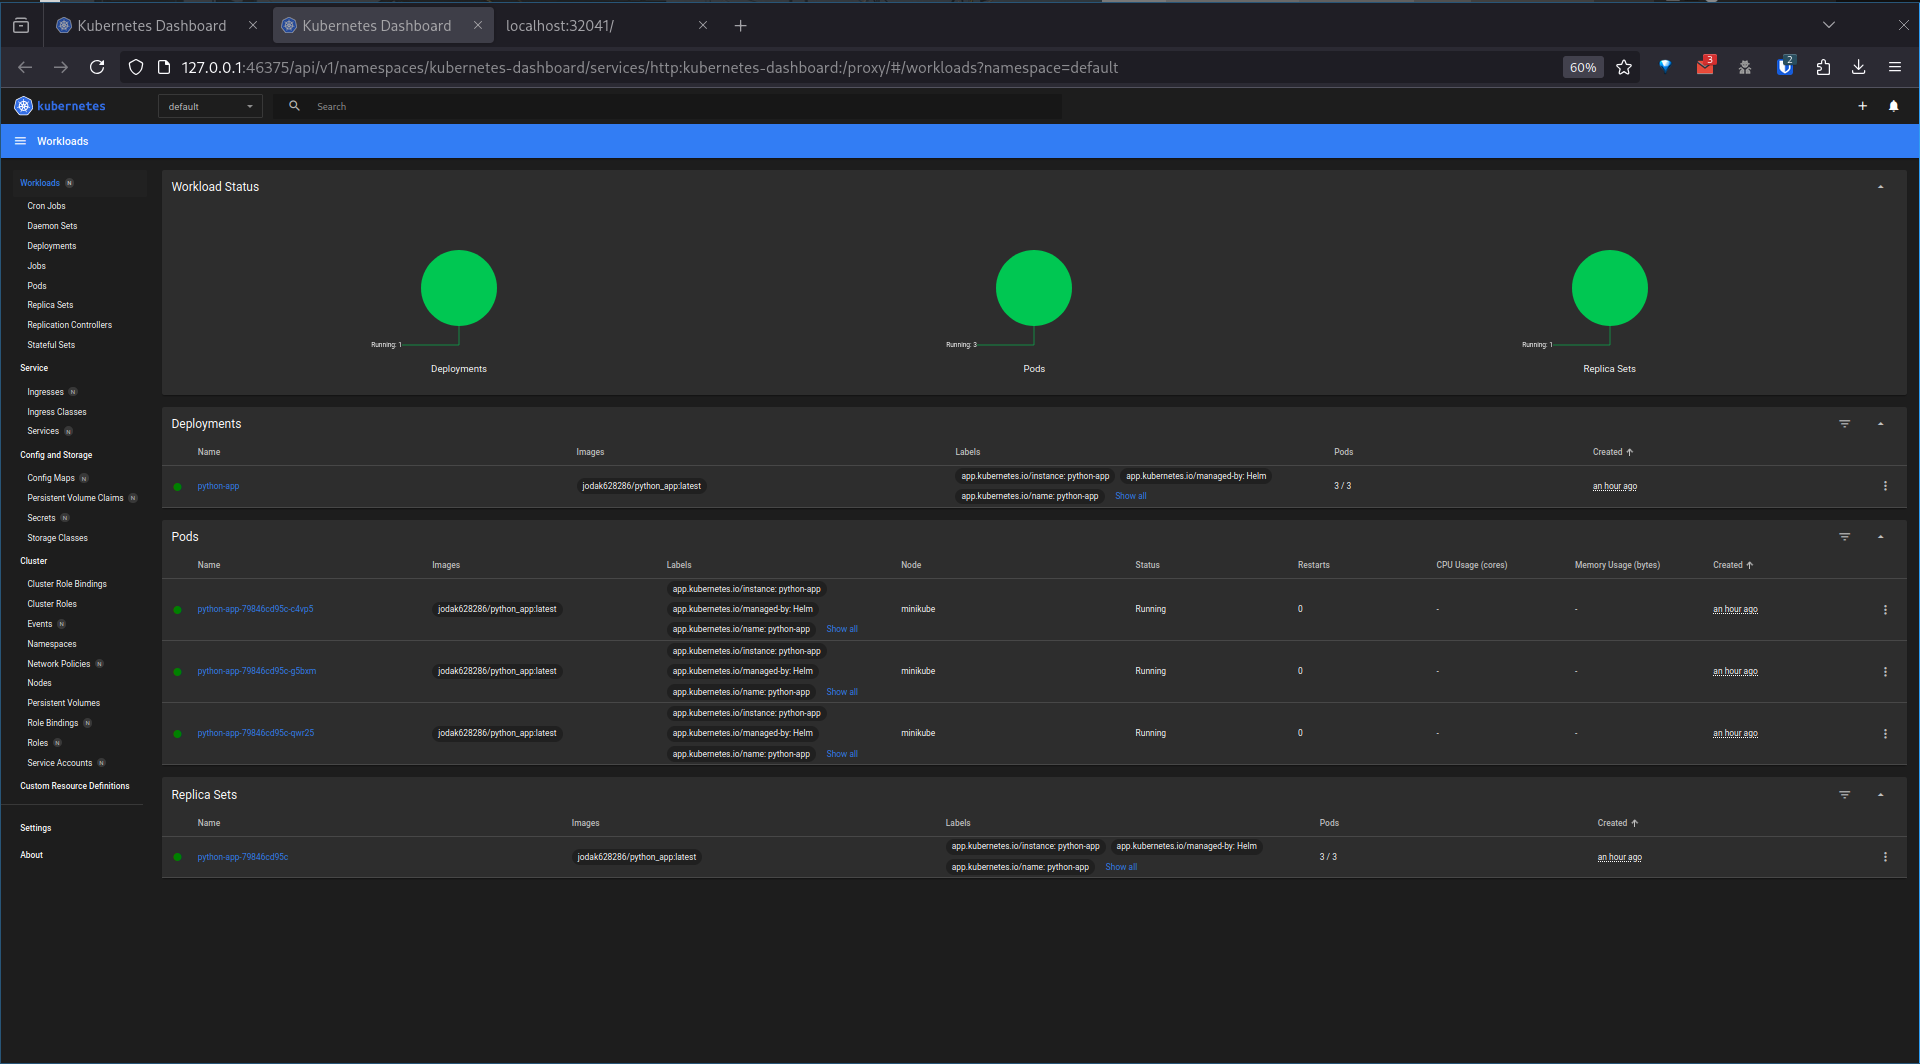 Kubernetes Dashboard
Kubernetes Dashboard
localhost:32041/
127.0.0.1:46375/api/v1/namespaces/kubernetes-dashboard/services/http:kubernetes-dashboard:/proxy/#/workloads?namespace=default
60%
3
2
kubernetes
default
Search
Workloads
Workloads N
Cron Jobs
Daemon Sets
Deployments
Jobs
Pods
Replica Sets
Replication Controllers
Stateful Sets
Service
Ingresses N
Ingress Classes
Services N
Config and Storage
Config Maps N
Persistent Volume Claims N
Secrets N
Storage Classes
Cluster
Cluster Role Bindings
Cluster Roles
Events N
Namespaces
Network Policies N
Nodes
Persistent Volumes
Role Bindings N
Roles N
Service Accounts N
Custom Resource Definitions
Settings
About
Workload Status
Running: 1
Deployments
Running: 3
Pods
Running: 1
Replica Sets
Deployments
Name Images Labels Pods Created
python-app jodak628286/python_app:latest app.kubernetes.io/instance: python-app app.kubernetes.io/managed-by: Helm 3 / 3 an hour ago
app.kubernetes.io/name: python-app Show all
Pods
Name Images Labels Node Status Restarts CPU Usage (cores) Memory Usage (bytes) Created
app.kubernetes.io/instance: python-app
python-app-79846cd95c-c4vp5 jodak628286/python_app:latest app.kubernetes.io/managed-by: Helm minikube Running 0 - - an hour ago
app.kubernetes.io/name: python-app Show all
app.kubernetes.io/instance: python-app
python-app-79846cd95c-g5bxm jodak628286/python_app:latest app.kubernetes.io/managed-by: Helm minikube Running 0 - - an hour ago
app.kubernetes.io/name: python-app Show all
app.kubernetes.io/instance: python-app
python-app-79846cd95c-qwr25 jodak628286/python_app:latest app.kubernetes.io/managed-by: Helm minikube Running 0 - - an hour ago
app.kubernetes.io/name: python-app Show all
Replica Sets
Name Images Labels Pods Created
python-app-79846cd95c jodak628286/python_app:latest app.kubernetes.io/instance: python-app app.kubernetes.io/managed-by: Helm 3 / 3 an hour ago
app.kubernetes.io/name: python-app Show all